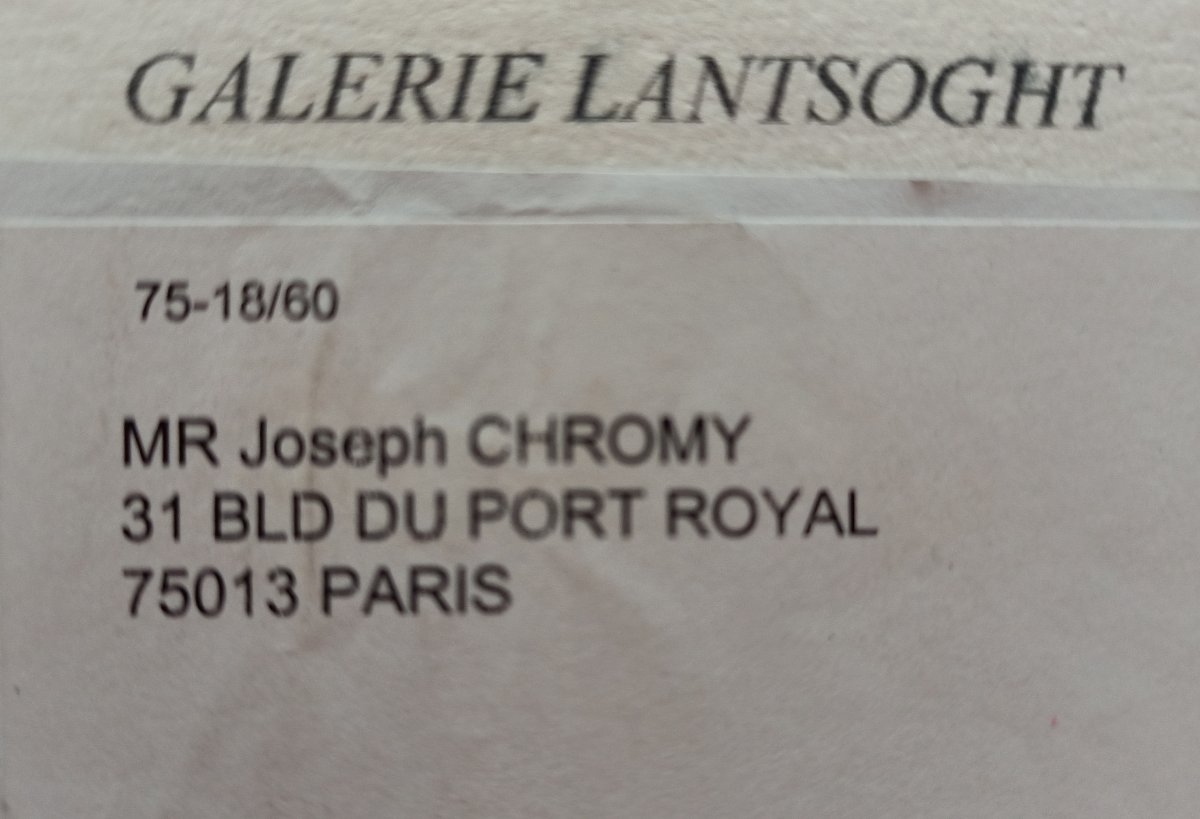 GALERIE LANTSOGHT
75-18/60
MR Joseph CHROMY
31 BLD DU PORT ROYAL
75013 PARIS